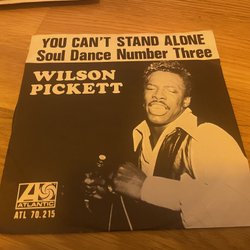 YOU CAN'T STAND ALONE
Soul Dance Number Three
WILSON
PICKETT
ATLANTIC
ATL 70.215